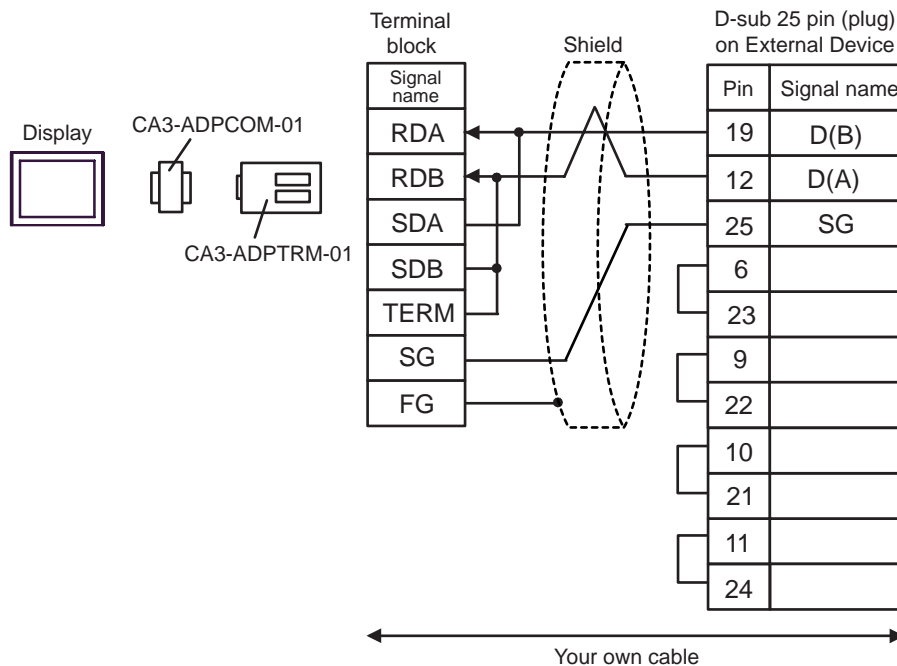 Terminal
block
Shield
D-sub 25 pin (plug)
on External Device
Signal
name
Pin
Signal name
Display
CA3-ADPCOM-01
CA3-ADPTRM-01
RDA
RDB
SDA
SDB
TERM
SG
FG
19
D(B)
12
D(A)
25
SG
6
23
9
22
10
21
11
24
Your own cable